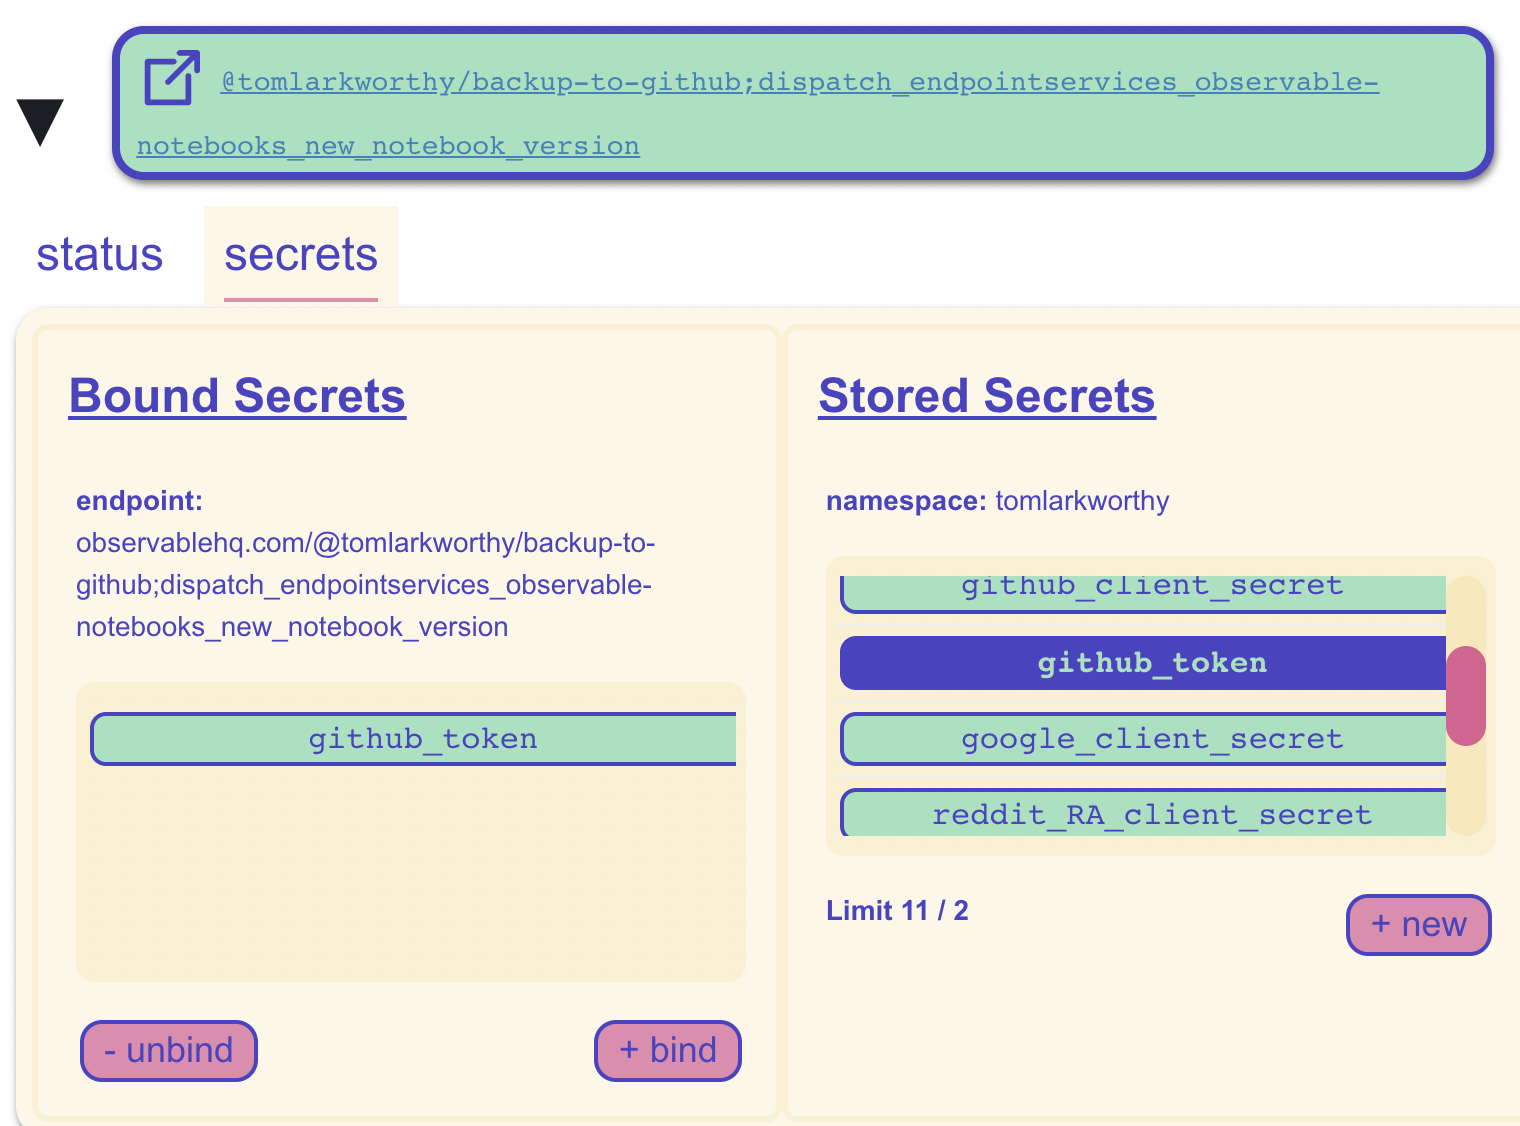 @tomlarkworthy/backup-to-github;dispatch_endpointservices_observable-
notebooks_new_notebook_version
status secrets
Bound Secrets
endpoint:
observablehq.com/@tomlarkworthy/backup-to-
github;dispatch_endpointservices_observable-
notebooks_new_notebook_version
github_token
- unbind + bind
Stored Secrets
namespace: tomlarkworthy
github_client_secret
github_token
google_client_secret
reddit_RA_client_secret
Limit 11 / 2
+ new